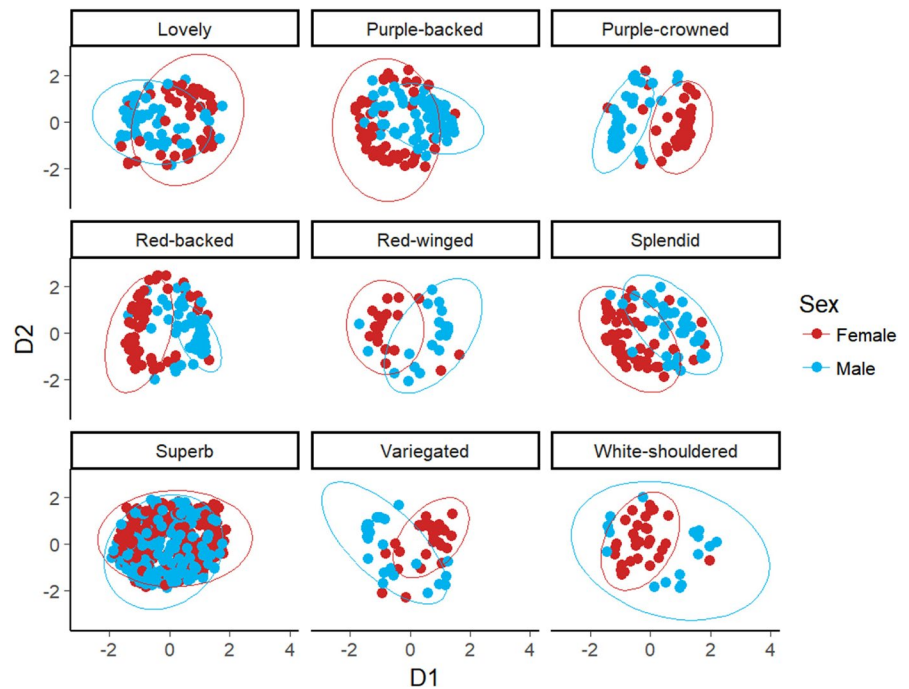 Lovely
Purple-backed
Purple-crowned
2
0
-2
Red-backed
Red-winged
Splendid
2
0
-2
Superb
Variegated
White-shouldered
2
0
-2
-2 0 2 4
-2 0 2 4
-2 0 2 4
D1
D2
Sex
Female
Male